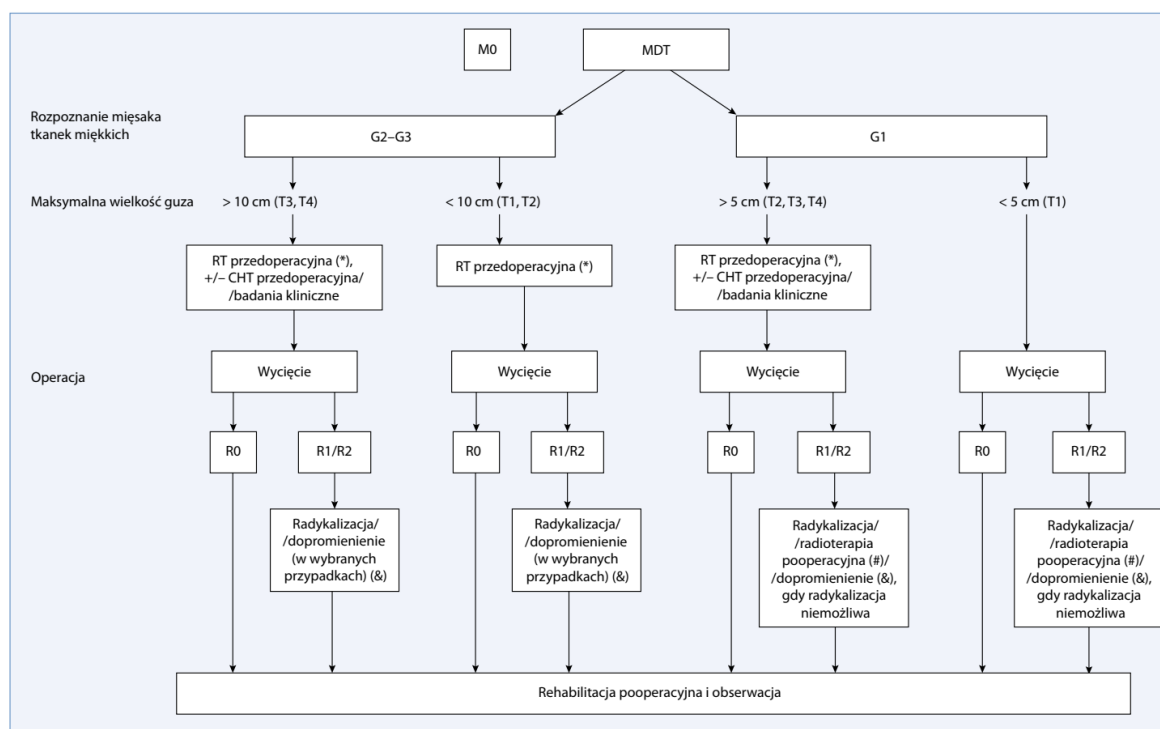 M0
MDT
Rozpoznanie mięsaka
tkanek miękkich
G2–G3
G1
Maksymalna wielkość guza
> 10 cm (T3, T4)
< 10 cm (T1, T2)
> 5 cm (T2, T3, T4)
< 5 cm (T1)
RT przedoperacyjna (*),
+/– CHT przedoperacyjna/
/badania kliniczne
RT przedoperacyjna (*)
RT przedoperacyjna (*),
+/– CHT przedoperacyjna/
/badania kliniczne
Operacja
Wycięcie
Wycięcie
Wycięcie
Wycięcie
R0
R1/R2
R0
R1/R2
R0
R1/R2
R0
R1/R2
Radykalizacja/
/dopromienienie
(w wybranych
przypadkach) (&)
Radykalizacja/
/dopromienienie
(w wybranych
przypadkach) (&)
Radykalizacja/
/radioterapia
pooperacyjna (#)/
/dopromienienie (&),
gdy radykalizacja
niemożliwa
Radykalizacja/
/radioterapia
pooperacyjna (#)/
/dopromienienie (&),
gdy radykalizacja
niemożliwa
Rehabilitacja pooperacyjna i obserwacja